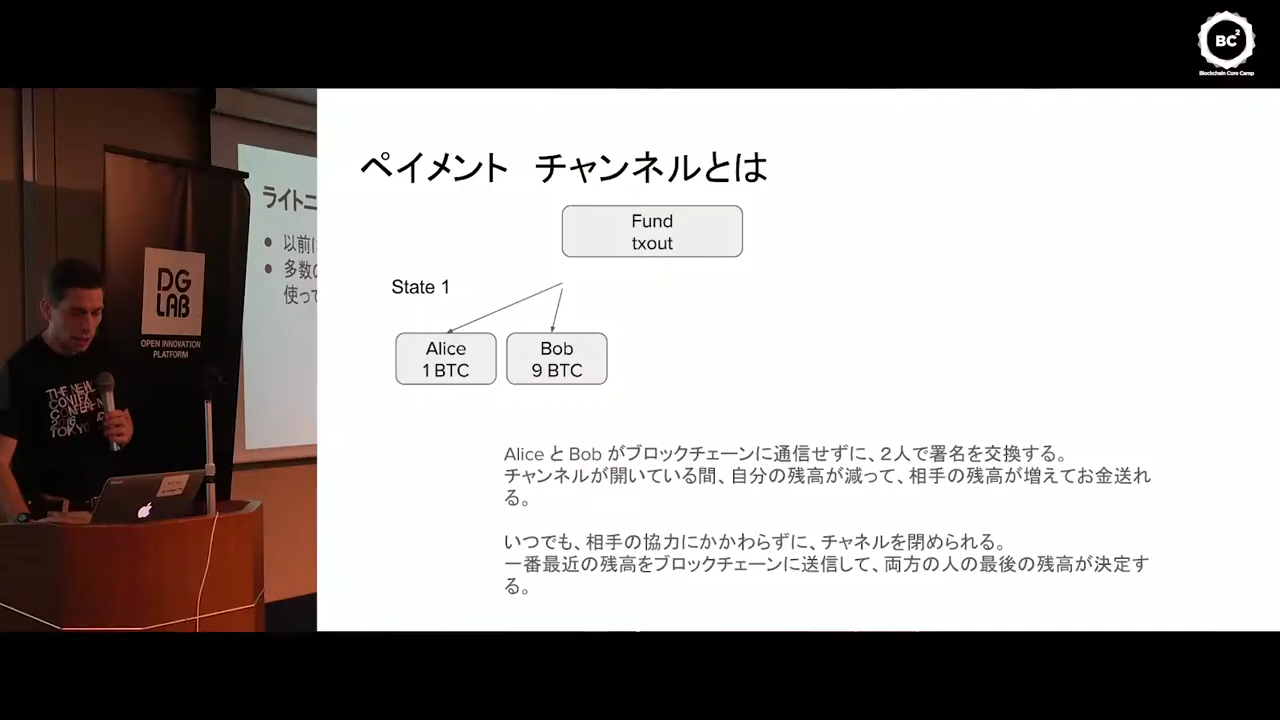 BC²
Blockchain Core Camp
ペイメント　チャンネルとは
Fund
txout
State 1
Alice
1 BTC
Bob
9 BTC
Alice と Bob がブロックチェーンに通信せずに、２人で署名を交換する。
チャンネルが開いている間、自分の残高が減って、相手の残高が増えてお金送れ
る。
いつでも、相手の協力にかかわらずに、チャネルを閉められる。
一番最近の残高をブロックチェーンに送信して、両方の人の最後の残高が決定す
る。
ライトニ
以前
多数の
使って
DG
LAB
OPEN INNOVATION
PLATFORM
THE NEW
CONTEXT
CONFERENCE
2016
TOKYO